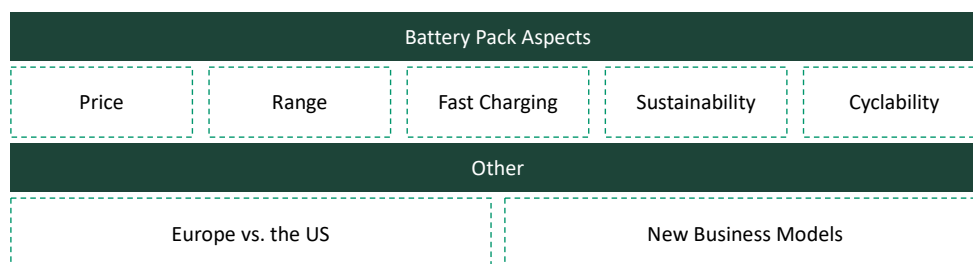 Battery Pack Aspects
Price
Range
Fast Charging
Sustainability
Cyclability
Other
Europe vs. the US
New Business Models